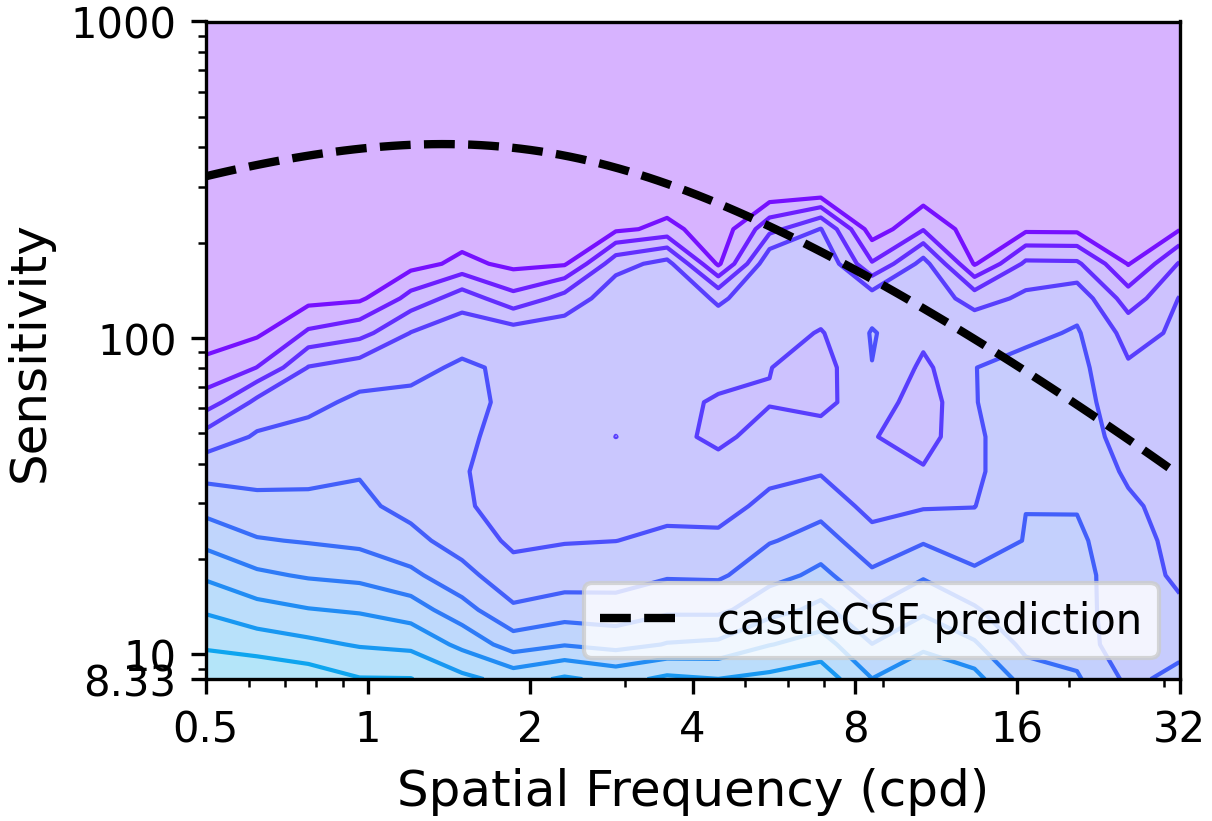 1000
100
10
8.33
Sensitivity
castleCSF prediction
0.5 1 2 4 8 16 32
Spatial Frequency (cpd)